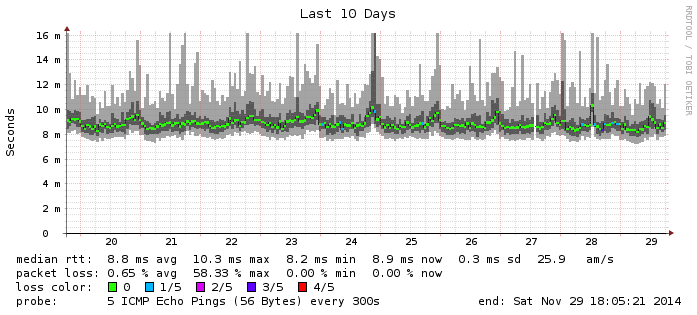 Last 10 Days
RRDTOOL / TOBI OETIKER
Seconds
16 m
14 m
12 m
10 m
8 m
6 m
4 m
2 m
0
20 21 22 23 24 25 26 27 28 29
median rtt: 8.8 ms avg 10.3 ms max 8.2 ms min 8.9 ms now 0.3 ms sd 25.9 am/s
packet loss: 0.65 % avg 58.33 % max 0.00 % min 0.00 % now
loss color: 0 1/5 2/5 3/5 4/5
probe: 5 ICMP Echo Pings (56 Bytes) every 300s end: Sat Nov 29 18:05:21 2014